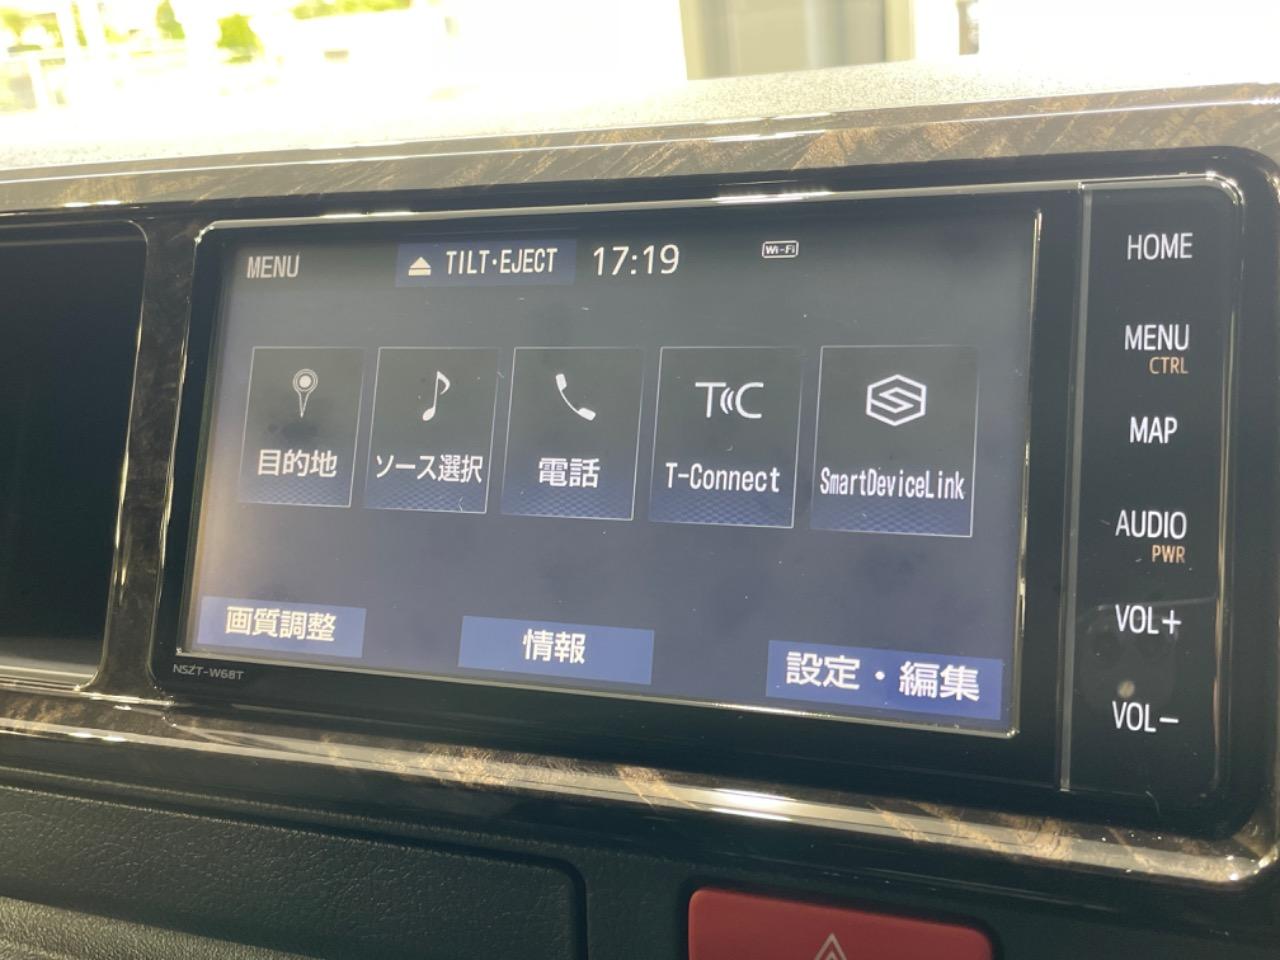 MENU
TILT・EJECT
17:19
Wi-Fi
目的地
ソース選択
電話
T C
T-Connect
SmartDeviceLink
画質調整
情報
設定・編集
NSZT-W68T
HOME
MENU
CTRL
MAP
AUDIO
PWR
VOL+
VOL-